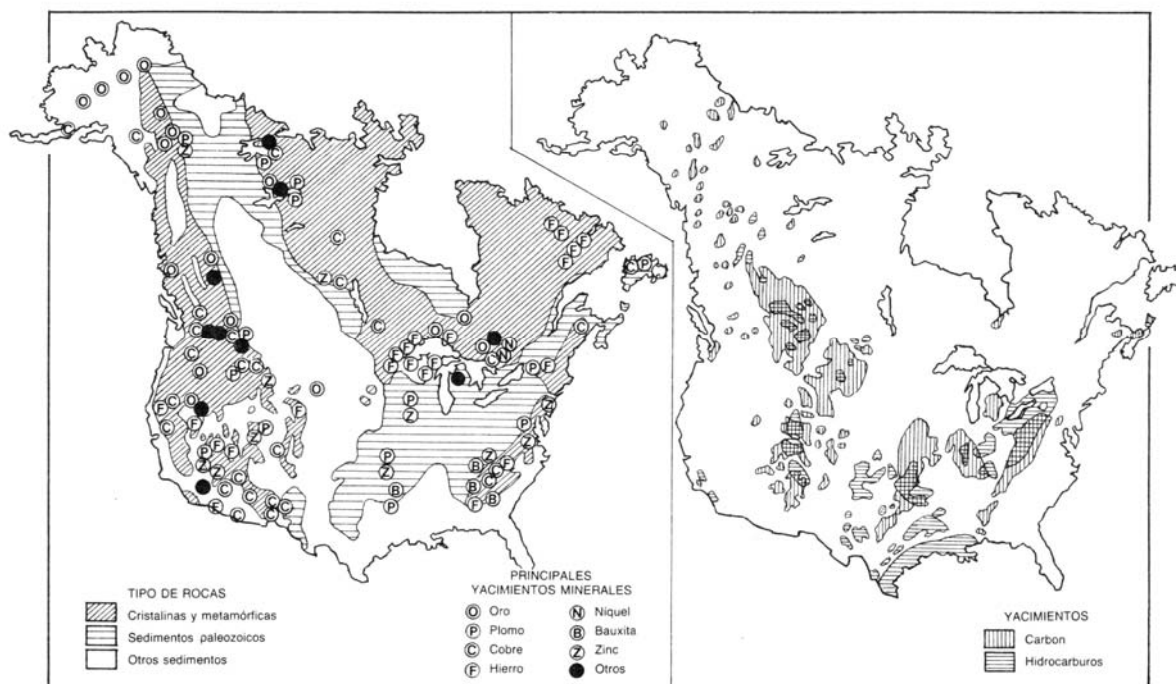 TIPO DE ROCAS
Cristalinas y metamórficas
Sedimentos paleozoicos
Otros sedimentos
PRINCIPALES
YACIMIENTOS MINERALES
O Oro
P Plomo
C Cobre
F Hierro
N Níquel
B Bauxita
Z Zinc
Otros
YACIMIENTOS
Carbon
Hidrocarburos